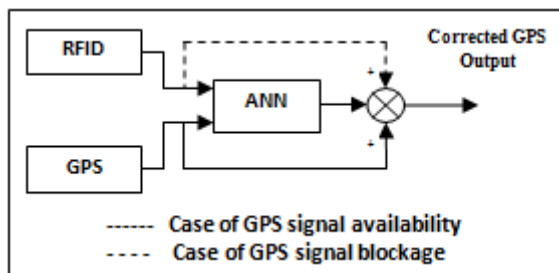 RFID
Corrected GPS
Output
ANN
+
+
GPS
------ Case of GPS signal availability
---- Case of GPS signal blockage